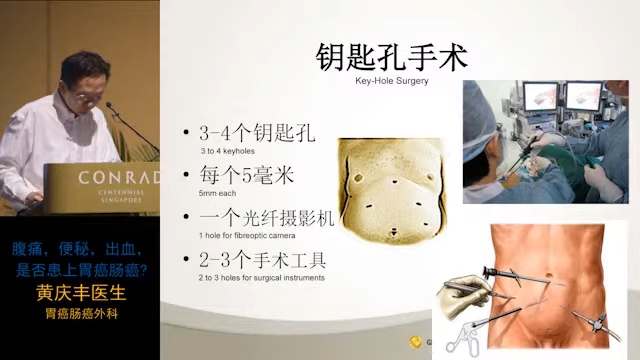 钥匙孔手术
Key-Hole Surgery
• 3-4个钥匙孔
3 to 4 keyholes
• 每个5毫米
5mm each
• 一个光纤摄影机
1 hole for fibreoptic camera
• 2-3个手术工具
2 to 3 holes for surgical instruments
CONRAD
CENTENNIAL
SINGAPORE
腹痛，便秘，出血，
是否患上胃癌肠癌?
黄庆丰医生
胃癌肠癌外科